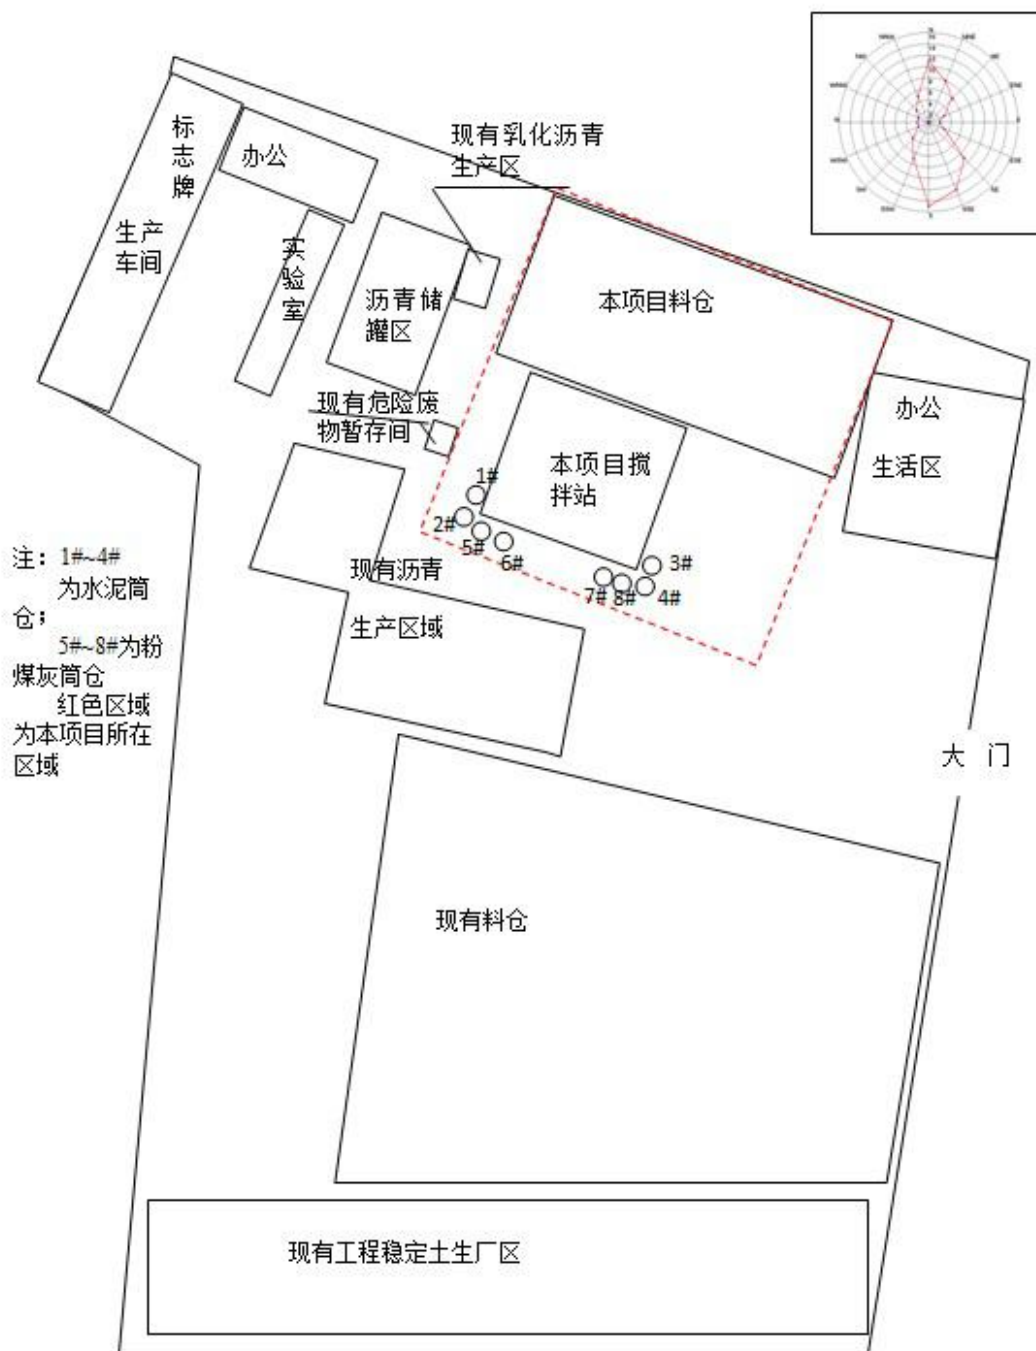 标
志
牌
办公
现有乳化沥青
生产区
生产
车间
实
验
室
沥青储
罐区
本项目料仓
现有危险废
物暂存间
办公
生活区
本项目搅
拌站
1#
2#
5#
6#
3#
7#
8#
4#
注：1#~4#
为水泥筒
仓；
5#~8#为粉
煤灰筒仓
红色区域
为本项目所在
区域
现有沥青
生产区域
大 门
现有料仓
现有工程稳定土生厂区